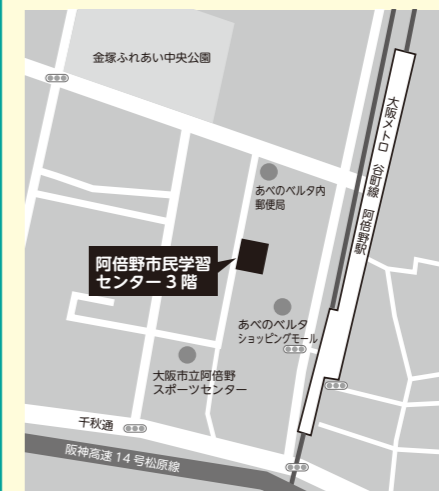 金塚ふれあい中央公園
大阪メトロ 谷町線 阿倍野駅
あべのベルタ内
郵便局
阿倍野市民学習
センター3階
あべのベルタ
ショッピングモール
大阪市立阿倍野
スポーツセンター
千秋通
阪神高速14号松原線